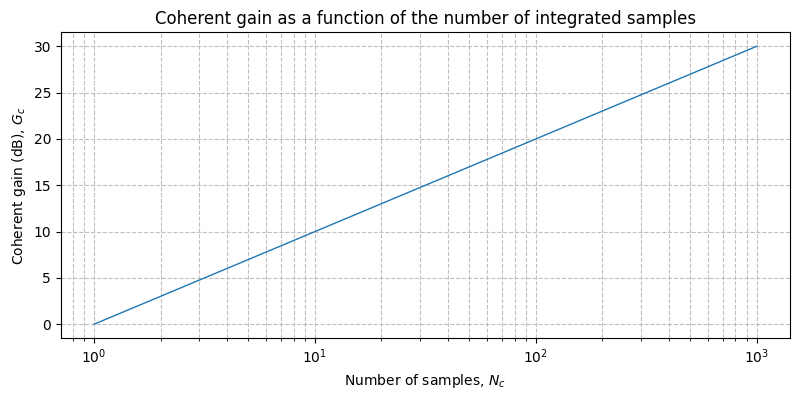 Coherent gain as a function of the number of integrated samples
30
25
20
15
10
5
0
Coherent gain (dB), $G_c$
$10^0$ $10^1$ $10^2$ $10^3$
Number of samples, $N_c$